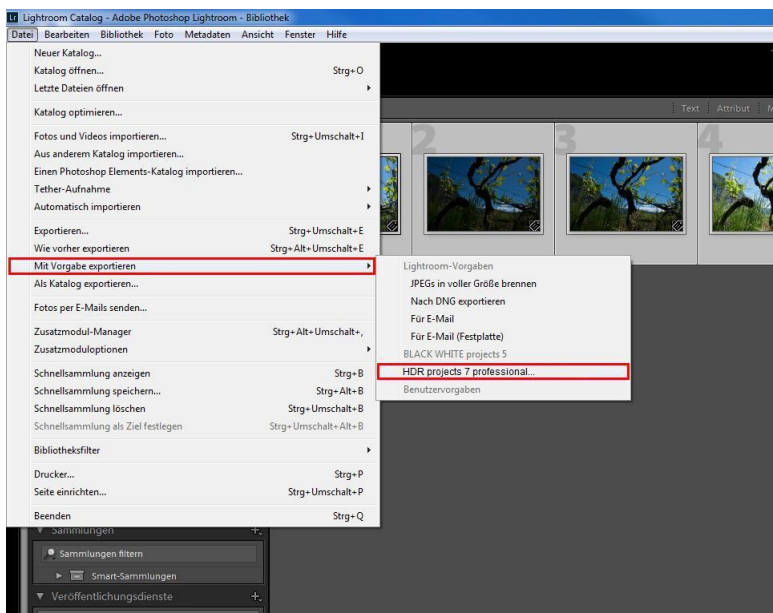 Lightroom Catalog - Adobe Photoshop Lightroom - Bibliothek
Datei Bearbeiten Bibliothek Foto Metadaten Ansicht Fenster Hilfe
Neuer Katalog...
Katalog öffnen... Strg+O
Letzte Dateien öffnen
Katalog optimieren...
Fotos und Videos importieren... Strg+Umschalt+I
Aus anderem Katalog importieren...
Einen Photoshop Elements-Katalog importieren...
Tether-Aufnahme
Automatisch importieren
Exportieren... Strg+Umschalt+E
Wie vorher exportieren Strg+Alt+Umschalt+E
Mit Vorgabe exportieren
Als Katalog exportieren...
Fotos per E-Mails senden...
Zusatzmodul-Manager Strg+Alt+Umschalt+,
Zusatzmoduloptionen
Schnellsammlung anzeigen Strg+B
Schnellsammlung speichern... Strg+Alt+B
Schnellsammlung löschen Strg+Umschalt+B
Schnellsammlung als Ziel festlegen Strg+Umschalt+Alt+B
Bibliotheksfilter
Drucker... Strg+P
Seite einrichten... Strg+Umschalt+P
Beenden Strg+Q
Text Attribut M
2 3 4
Lightroom-Vorgaben
JPEGs in voller Größe brennen
Nach DNG exportieren
Für E-Mail
Für E-Mail (Festplatte)
BLACK WHITE projects 5
HDR projects 7 professional...
Benutzervorgaben
Sammlungen
Sammlungen filtern
Smart-Sammlungen
Veröffentlichungsdienste